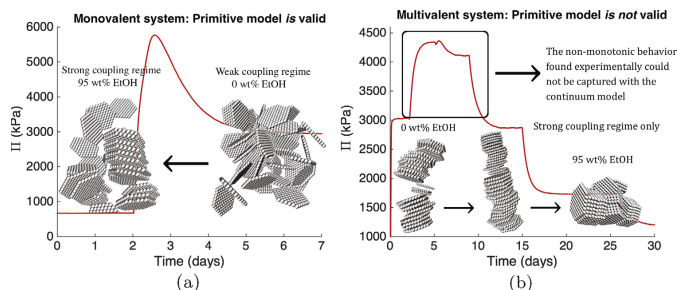 Monovalent system: Primitive model is valid
6000
5000
4000
3000
2000
1000
0
Π (kPa)
Strong coupling regime
95 wt% EtOH
Weak coupling regime
0 wt% EtOH
0 1 2 3 4 5 6 7
Time (days)
(a)
Multivalent system: Primitive model is not valid
4500
4000
3500
3000
2500
2000
1500
1000
Π (kPa)
The non-monotonic behavior
found experimentally could
not be captured with the
continuum model
0 wt% EtOH
Strong coupling regime only
95 wt% EtOH
0 5 10 15 20 25 30
Time (days)
(b)